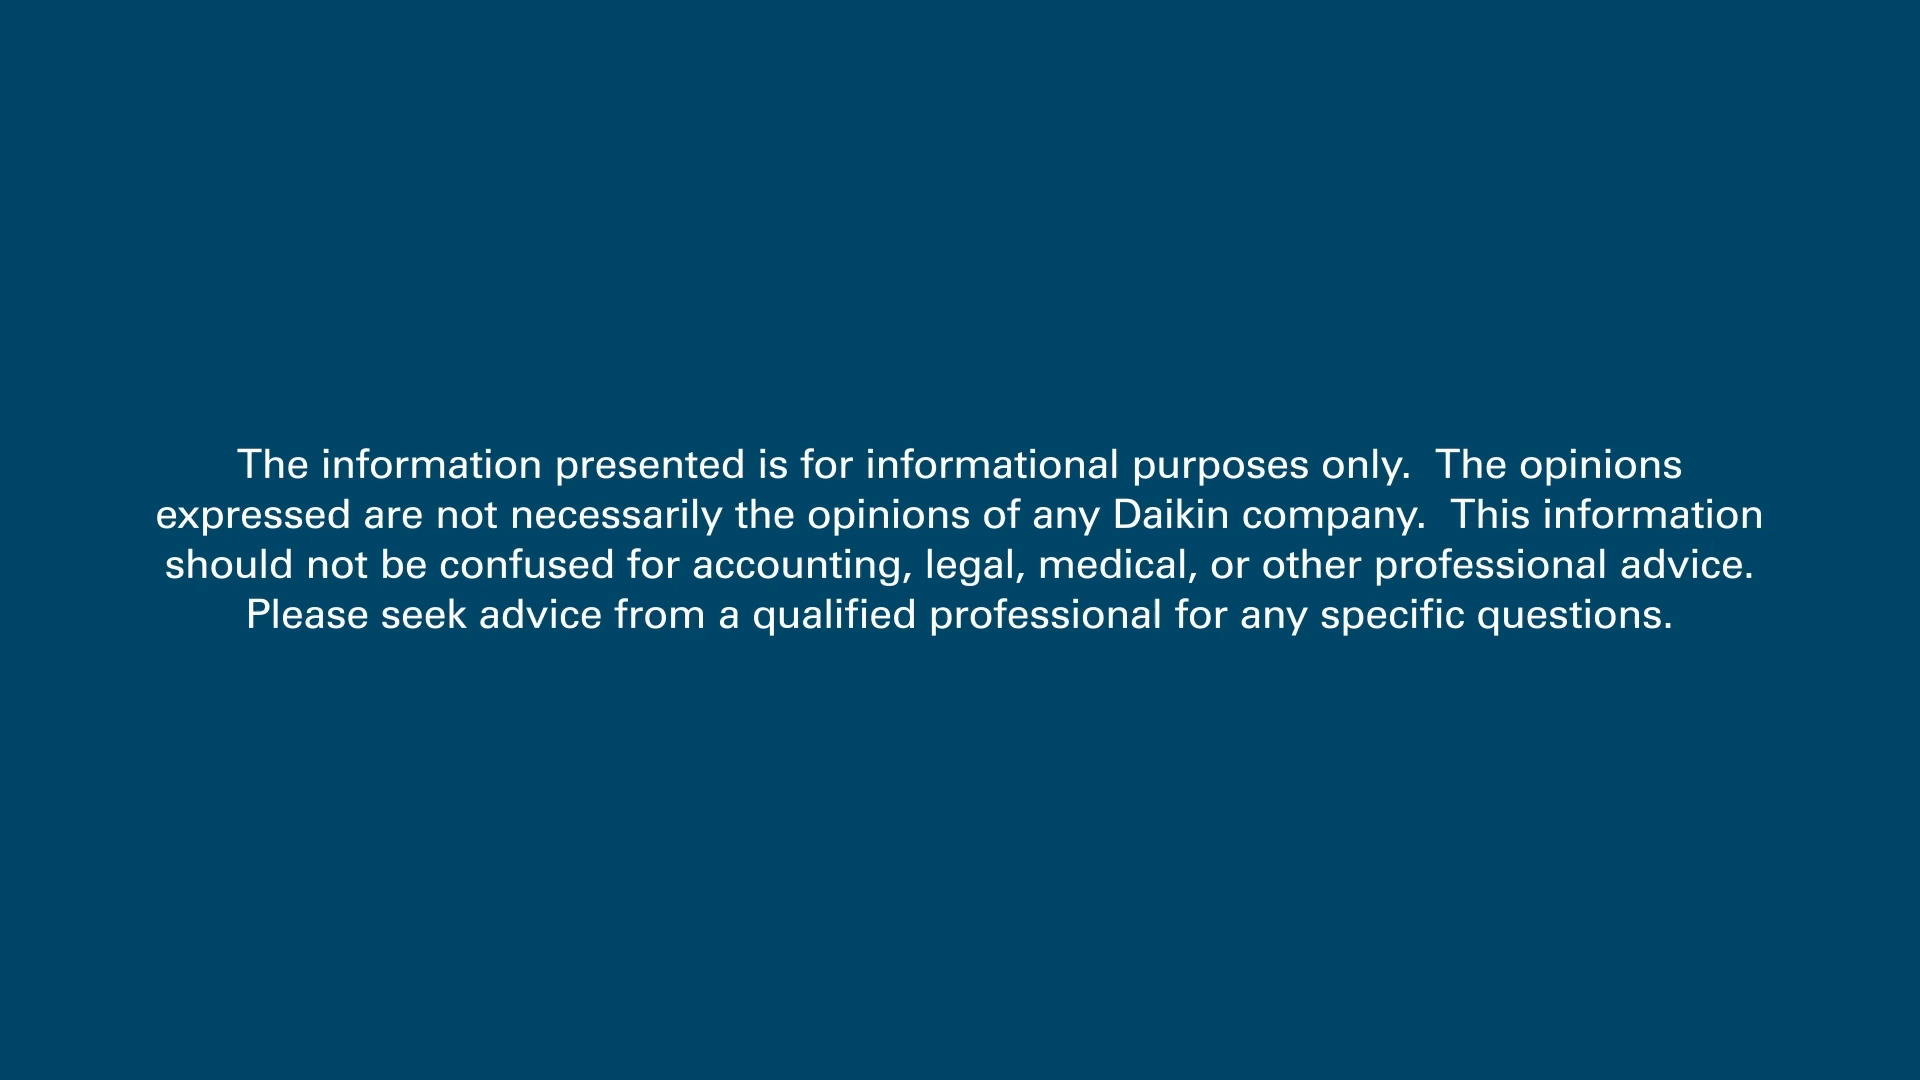 The information presented is for informational purposes only.  The opinions
expressed are not necessarily the opinions of any Daikin company.  This information
should not be confused for accounting, legal, medical, or other professional advice.
Please seek advice from a qualified professional for any specific questions.